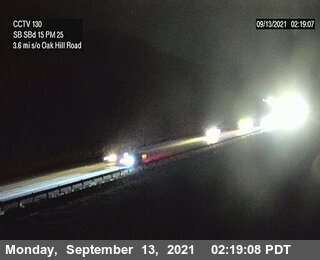 CCTV 130
SB SBd 15 PM 25
3.6 mi s/o Oak Hill Road
09/13/2021 02:19:07
Monday, September 13, 2021 02:19:08 PDT